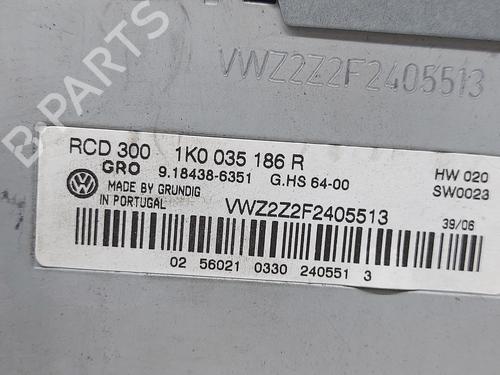 B-PARTS
VWZ2Z2F2405513
RCD 300 1K0 035 186 R
GRO 9.18438-6351 G.HS 64-00
HW 020
SW0023
MADE BY GRUNDIG
IN PORTUGAL
VWZ2Z2F2405513
39/06
02 56021 0330 240551 3